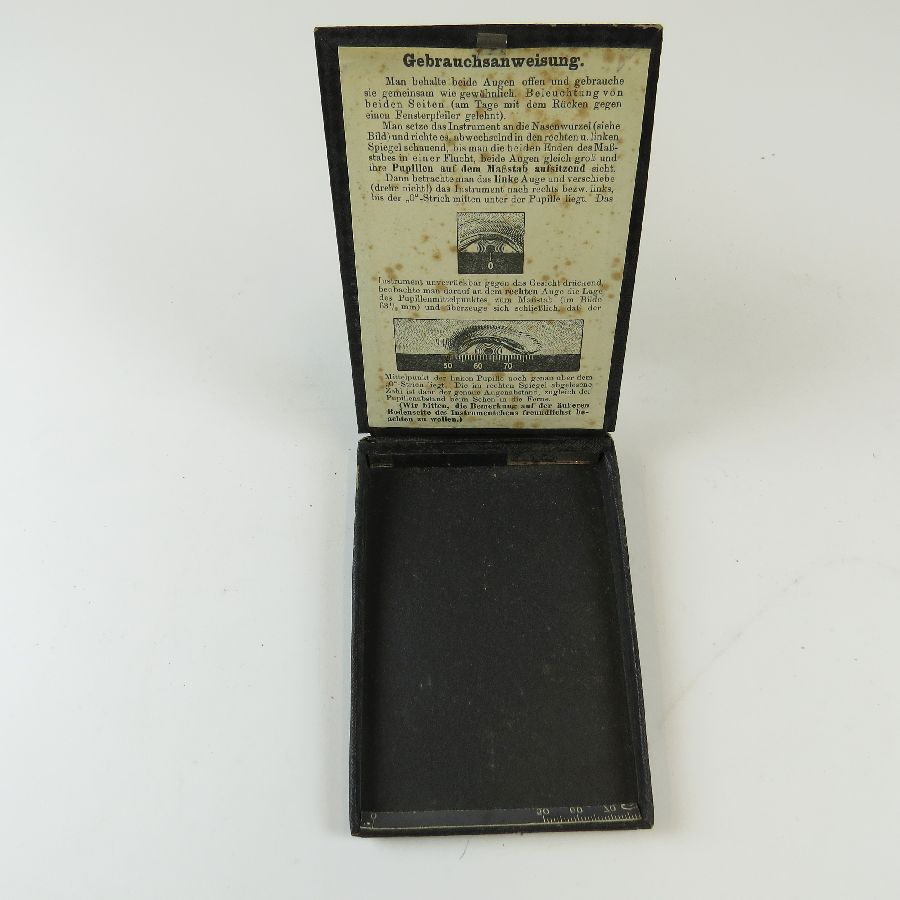 Gebrauchsanweisung.
Man behalte beide Augen offen und gebrauche
sie gemeinsam wie gewöhnlich. Beleuchtung von
beiden Seiten (am Tage mit dem Rücken gegen
einen Fensterpfeiler gelehnt).
Man setze das Instrument an die Nasenwurzel (siehe
Bild) und richte es, abwechselnd in den rechten u. linken
Spiegel schauend, bis man die beiden Enden des Maß-
stabes in einer Flucht, beide Augen gleich groß und
ihre Pupillen auf dem Maßstab aufsitzend sieht.
Dann betrachte man das linke Auge und verschiebe
(drehe nicht!) das Instrument nach rechts bezw. links,
bis der „0“-Strich mitten unter der Pupille liegt. Das
0
Instrument unverrückbar gegen das Gesicht drückend,
beobachte man darauf an dem rechten Auge die Lage
des Pupillenmittelpunktes zum Maßstab (im Bilde
mm) und überzeuge sich schließlich, daß der
50 60 70
Mittelpunkt der linken Pupille noch genau über dem
„0“-Strich liegt. Die im rechten Spiegel abgelesene
Zahl ist dann der genaue Augenabstand, zugleich der
Pupillenabstand beim Sehen in die Ferne.
(Wir bitten, die Bemerkung auf der äußeren
Bodenseite des Instrumentchens freundlichst be-
achten zu wollen.)
0 50 60 70